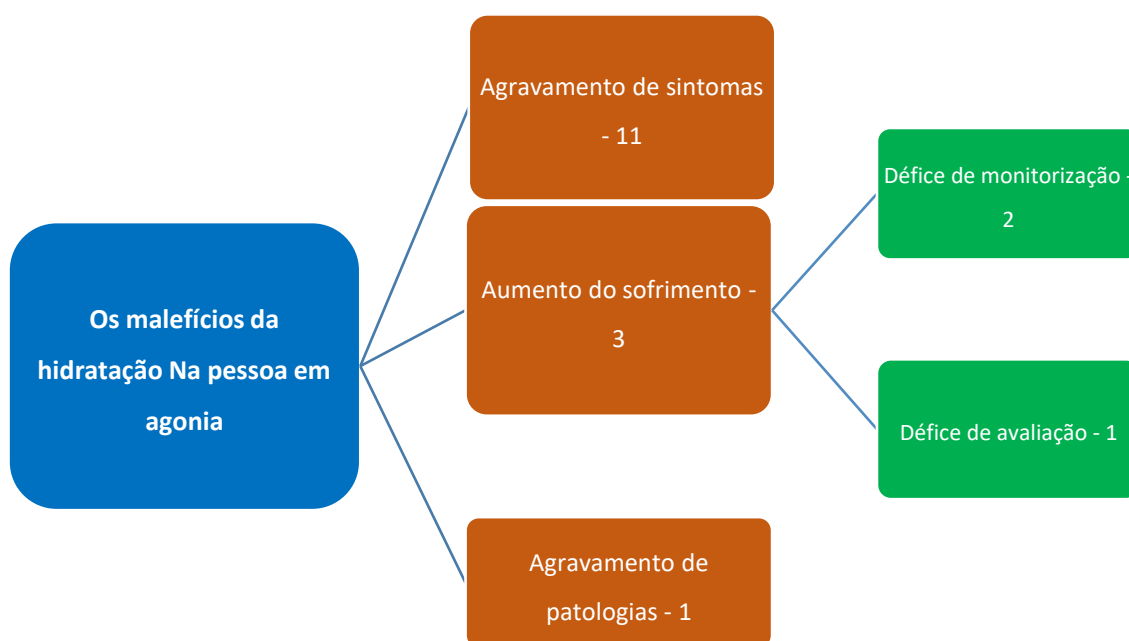 Agravamento de sintomas
- 11
Défice de monitorização -
2
Os malefícios da
hidratação Na pessoa em
agonia
Aumento do sofrimento -
3
Défice de avaliação - 1
Agravamento de
patologias - 1